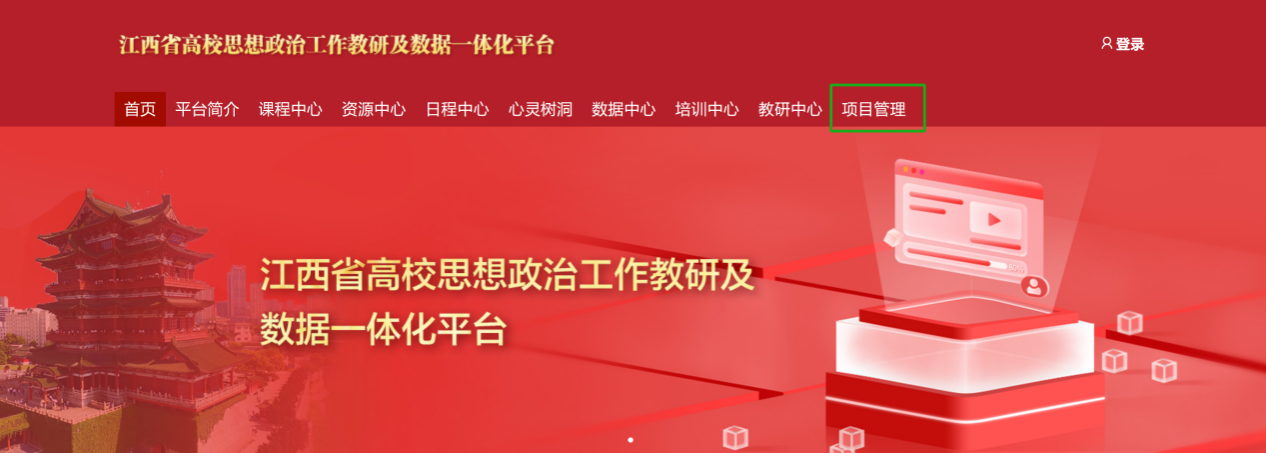 江西省高校思想政治工作教研及数据一体化平台
登录
首页 平台简介 课程中心 资源中心 日程中心 心灵树洞 数据中心 培训中心 教研中心 项目管理
江西省高校思想政治工作教研及
数据一体化平台
80%